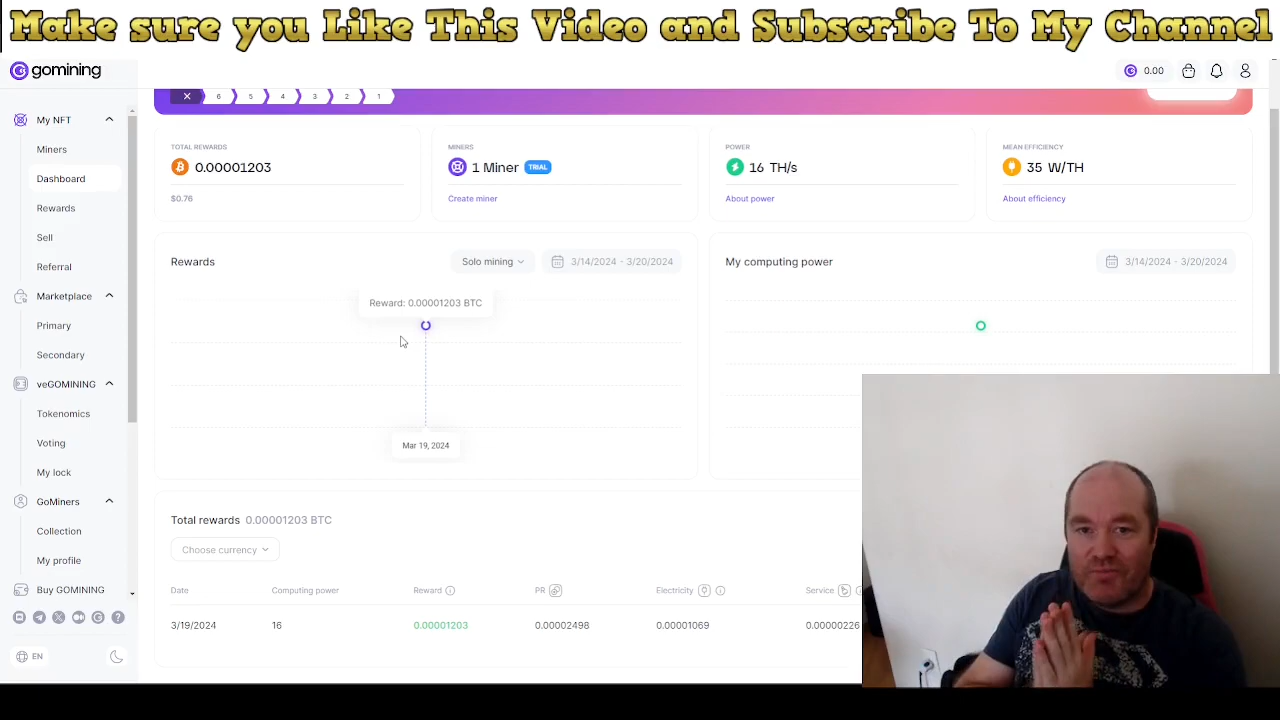 Make sure you Like This Video and Subscribe To My Channel
gomining
0.00
6 5 4 3 2 1
My NFT
Miners
Dashboard
Rewards
Sell
Referral
Marketplace
Primary
Secondary
veGOMINING
Tokenomics
Voting
My lock
GoMiners
Collection
My profile
Buy GOMINING
EN
TOTAL REWARDS
0.00001203
$0.76
MINERS
1 Miner TRIAL
Create miner
POWER
16 TH/s
About power
MEAN EFFICIENCY
35 W/TH
About efficiency
Rewards
Solo mining
3/14/2024 - 3/20/2024
Reward: 0.00001203 BTC
Mar 19, 2024
My computing power
3/14/2024 - 3/20/2024
Total rewards 0.00001203 BTC
Choose currency
Date Computing power Reward PR Electricity Service
3/19/2024 16 0.00001203 0.00002498 0.00001069 0.00000226